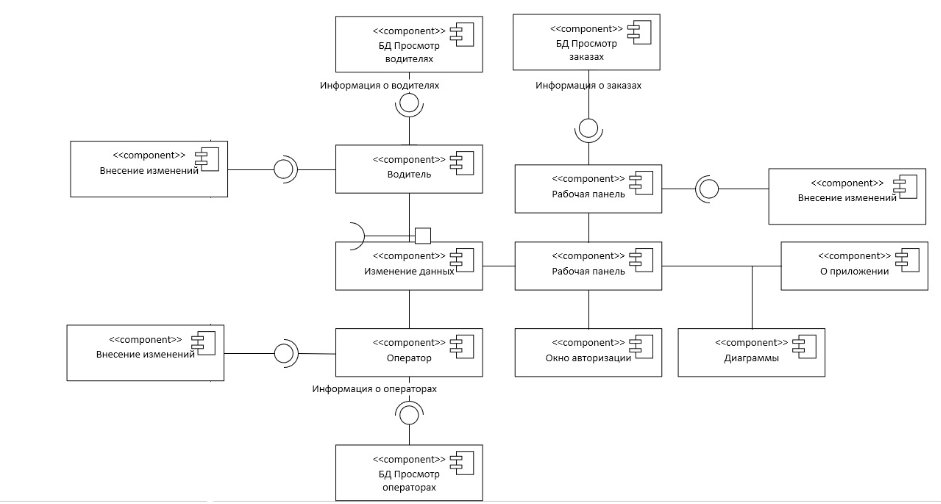 <<component>>
БД Просмотр
водителях
<<component>>
БД Просмотр
заказах
Информация о водителях
Информация о заказах
<<component>>
Внесение изменений
<<component>>
Водитель
<<component>>
Рабочая панель
<<component>>
Внесение изменений
<<component>>
Изменение данных
<<component>>
Рабочая панель
<<component>>
О приложении
<<component>>
Внесение изменений
<<component>>
Оператор
<<component>>
Окно авторизации
<<component>>
Диаграммы
Информация о операторах
<<component>>
БД Просмотр
операторах